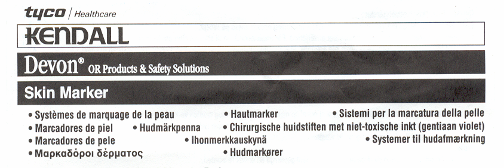 tyco / Healthcare
KENDALL
Devon® OR Products & Safety Solutions
Skin Marker
• Systèmes de marquage de la peau • Hautmarker • Sistemi per la marcatura della pelle
• Marcadores de piel • Hudmärkpenna • Chirurgische huidstiften met niet-toxische inkt (gentiaan violet)
• Marcadores de pele • Ihonmerkkauskynä • Systemer til hudafmærkning
• Μαρκαδόροι δέρματος • Hudmarkører